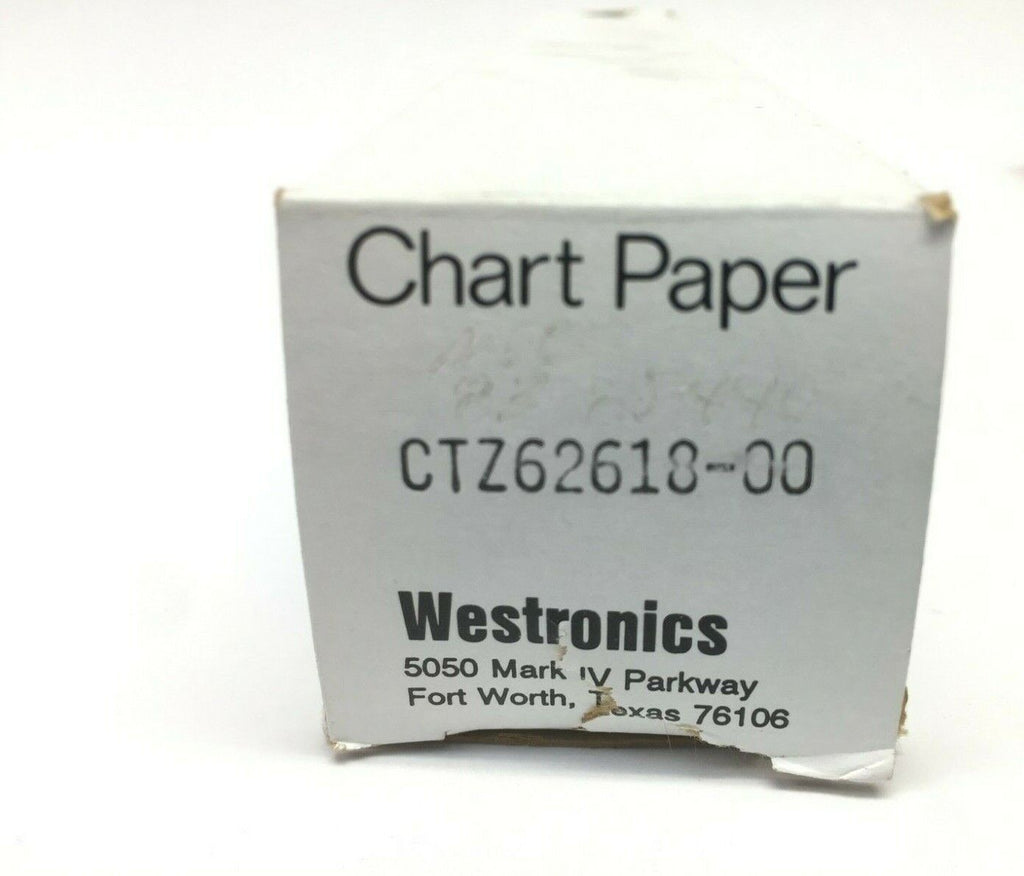 Chart Paper
CTZ62618-00
Westronics
5050 Mark IV Parkway
Fort Worth, Texas 76106